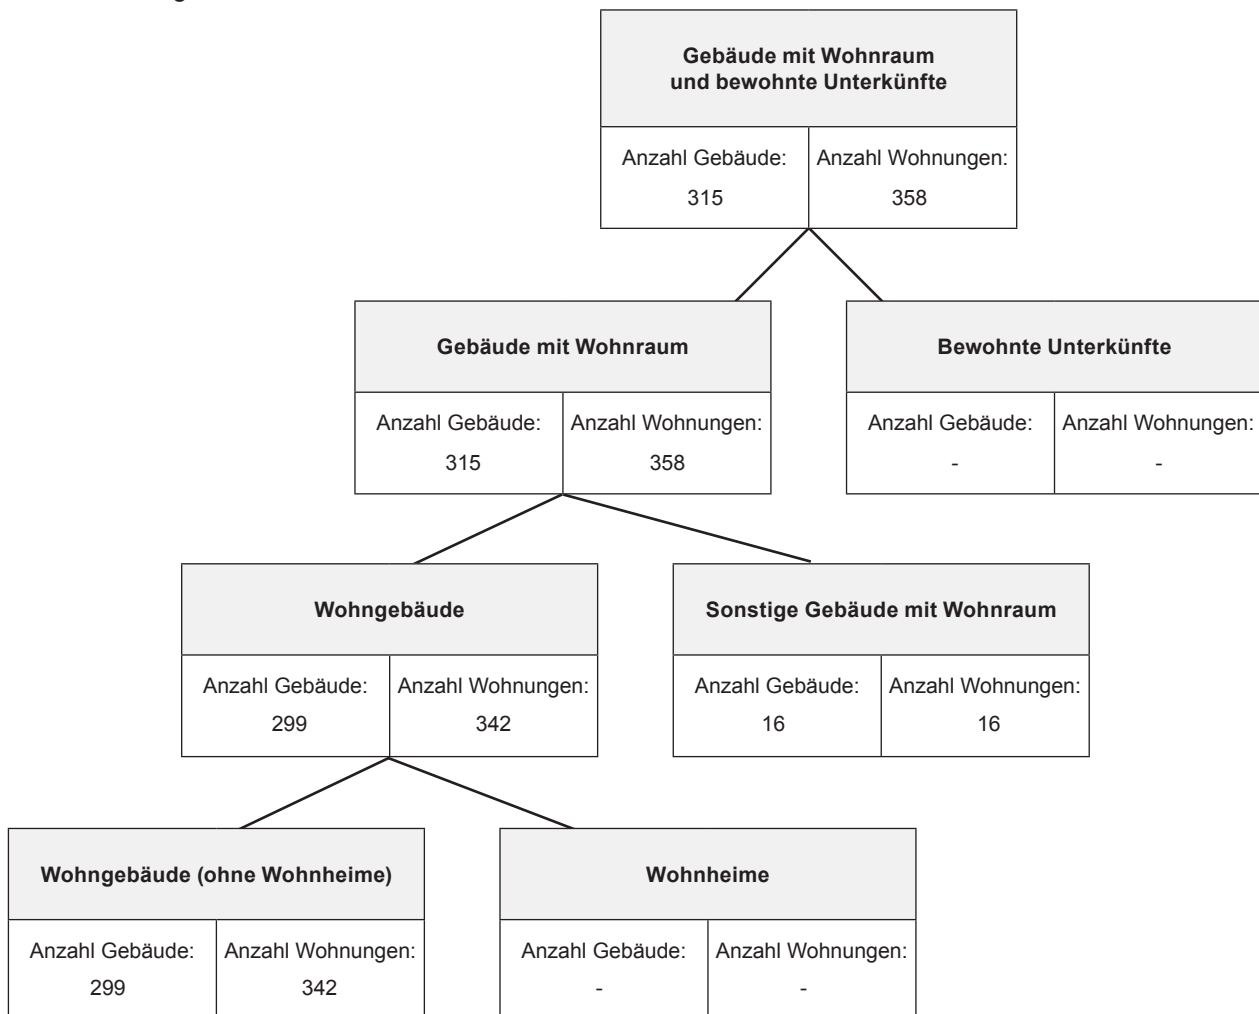 Gebäude mit Wohnraum
und bewohnte Unterkünfte
Anzahl Gebäude: Anzahl Wohnungen:
315 358
Gebäude mit Wohnraum
Bewohnte Unterkünfte
Anzahl Gebäude: Anzahl Wohnungen:
315 358
Anzahl Gebäude: Anzahl Wohnungen:
- -
Wohngebäude
Sonstige Gebäude mit Wohnraum
Anzahl Gebäude: Anzahl Wohnungen:
299 342
Anzahl Gebäude: Anzahl Wohnungen:
16 16
Wohngebäude (ohne Wohnheime)
Wohnheime
Anzahl Gebäude: Anzahl Wohnungen:
299 342
Anzahl Gebäude: Anzahl Wohnungen:
- -